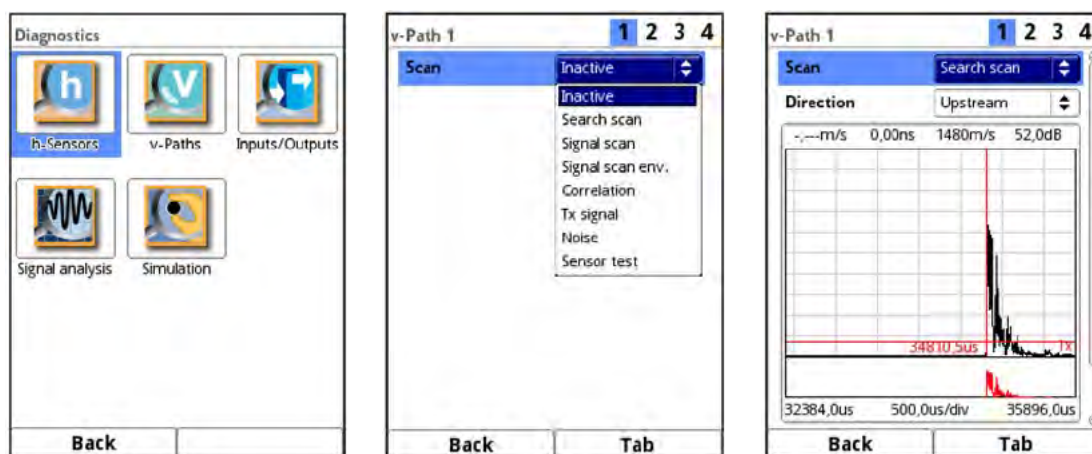 Diagnostics
h-Sensors
v-Paths
Inputs/Outputs
Signal analysis
Simulation
Back
v-Path 1
1 2 3 4
Scan
Inactive
Inactive
Search scan
Signal scan
Signal scan env.
Correlation
Tx signal
Noise
Sensor test
Back
Tab
v-Path 1
1 2 3 4
Scan
Search scan
Direction
Upstream
-,---m/s 0,00ns 1480m/s 52,0dB
34810,5us
Tx
32384,0us 500,0us/div 35896,0us
Back
Tab